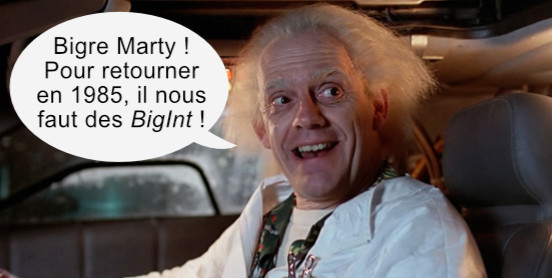 Bigre Marty !
Pour retourner
en 1985, il nous
faut des BigInt !